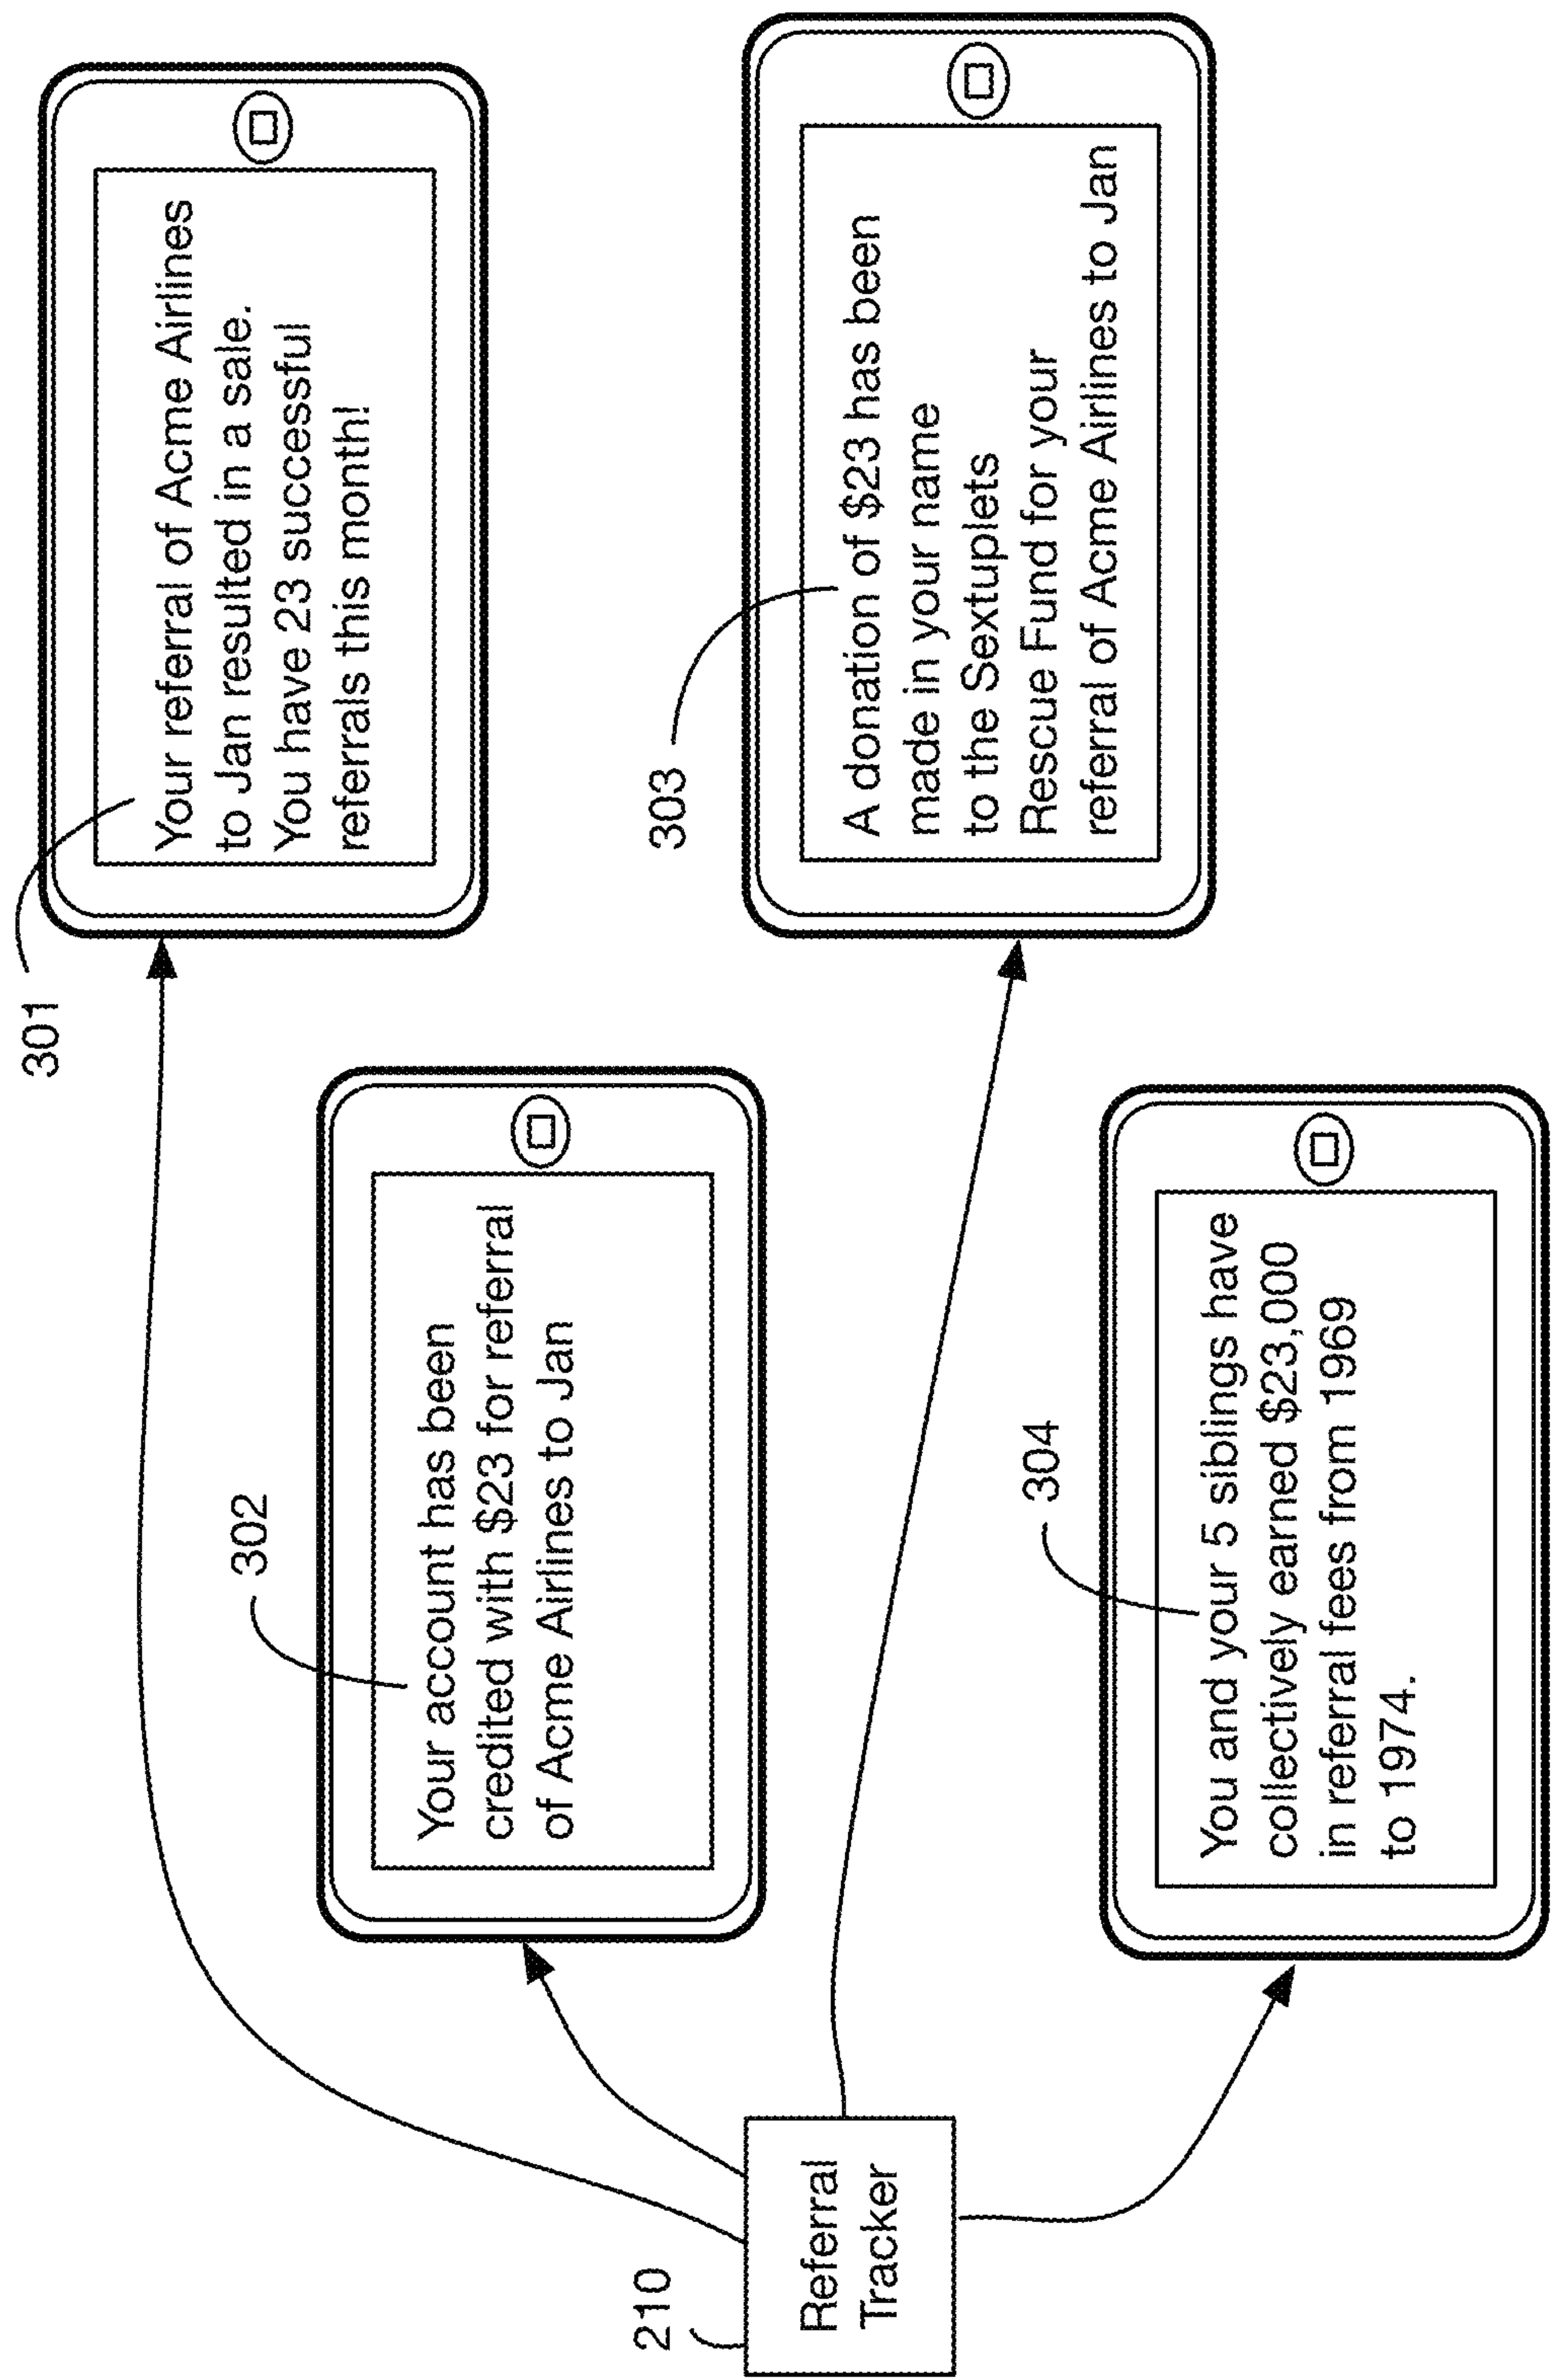 301
Your referral of Acme Airlines
to Jan resulted in a sale.
You have 23 successful
referrals this month!
302
Your account has been
credited with $23 for referral
of Acme Airlines to Jan
303
A donation of $23 has been
made in your name
to the Sextuplets
Rescue Fund for your
referral of Acme Airlines to Jan
210
Referral
Tracker
304
You and your 5 siblings have
collectively earned $23,000
in referral fees from 1969
to 1974.